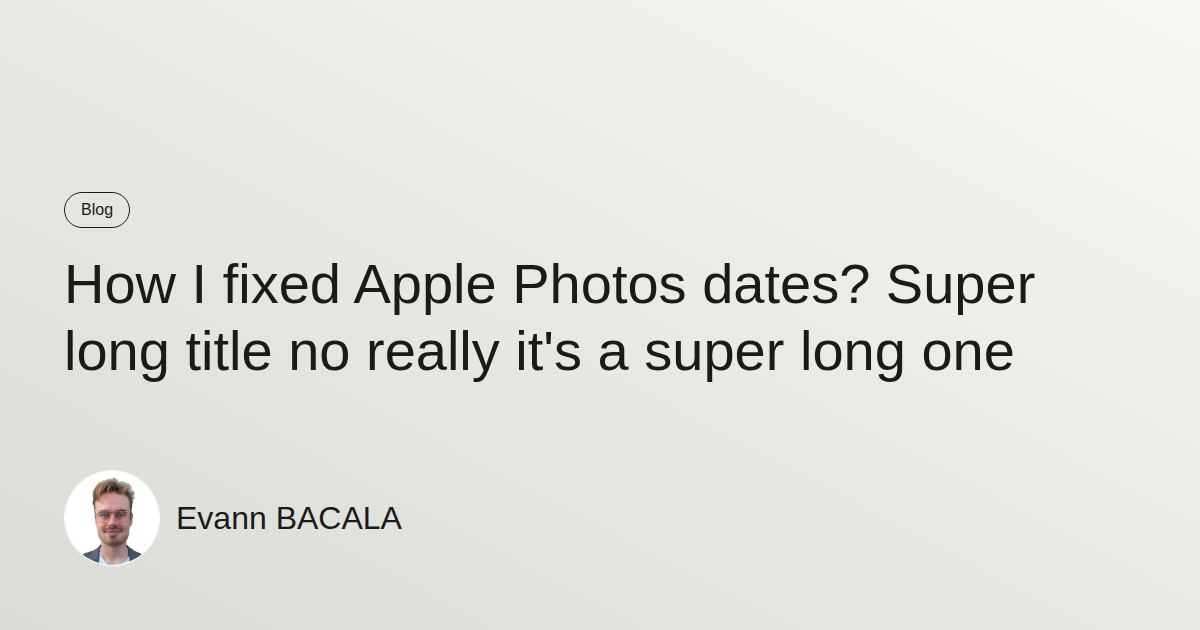 Blog
How I fixed Apple Photos dates? Super
long title no really it's a super long one
Evann BACALA